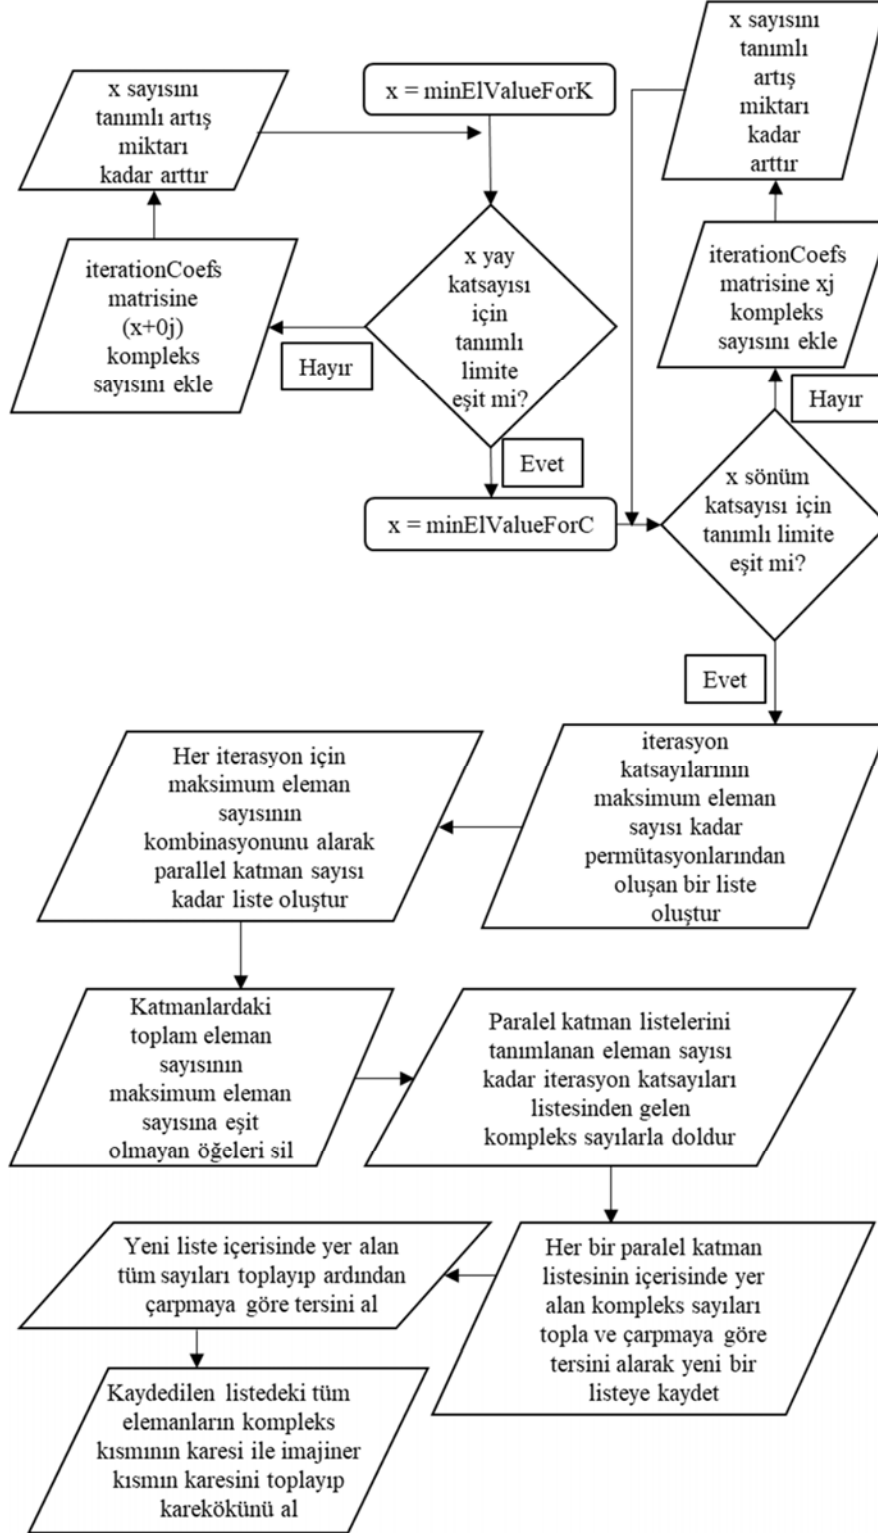 x = minElValueForK
x sayısını
tanımlı artış
miktarı
kadar arttır
iterationCoefs
matrisine
(x+0j)
kompleks
sayısını ekle
Hayır
x yay
katsayısı
için
tanımlı
limite
eşit mi?
Evet
x = minElValueForC
x sayısını
tanımlı
artış
miktarı
kadar
arttır
iterationCoefs
matrisine xj
kompleks
sayısını ekle
Hayır
x sönüm
katsayısı için
tanımlı limite
eşit mi?
Evet
iterasyon
katsayılarının
maksimum eleman
sayısı kadar
permütasyonlarından
oluşan bir liste
oluştur
Her iterasyon için
maksimum eleman
sayısının
kombinasyonunu alarak
parallel katman sayısı
kadar liste oluştur
Katmanlardaki
toplam eleman
sayısının
maksimum eleman
sayısına eşit
olmayan öğeleri sil
Paralel katman listelerini
tanımlanan eleman sayısı
kadar iterasyon katsayıları
listesinden gelen
kompleks sayılarla doldur
Her bir paralel katman
listesinin içerisinde yer
alan kompleks sayıları
topla ve çarpmaya göre
tersini alarak yeni bir
listeye kaydet
Yeni liste içerisinde yer alan
tüm sayıları toplayıp ardından
çarpmaya göre tersini al
Kaydedilen listedeki tüm
elemanların kompleks
kısmının karesi ile imajiner
kısmın karesini toplayıp
karekökünü al